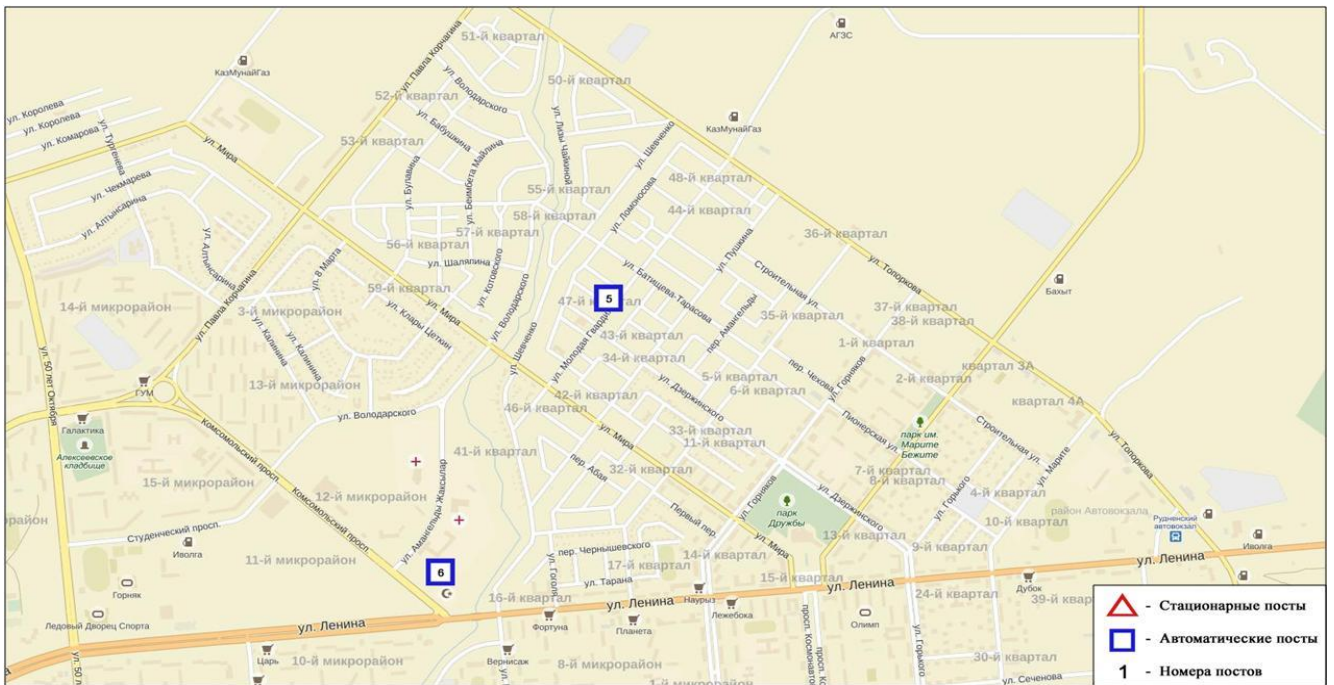 51-й квартал
АГЗС
КазМунайГаз
ул. Павла Корчагина
ул. Володарского
50-й квартал
52-й квартал
ул. Королева
ул. Королева
ул. Комарова
ул. Тургенева
ул. Мира
53-й квартал
ул. Бабушкина
ул. Лизы Чайкиной
ул. Шевченко
КазМунайГаз
ул. Чекмарева
ул. Алтынсарина
ул. Булавина
ул. Беимбета Майлина
55-й квартал
48-й квартал
ул. Ломоносова
44-й квартал
58-й квартал
57-й квартал
56-й квартал
36-й квартал
ул. Алтынсарина
ул. 8 Марта
ул. Шаляпина
ул. Котовского
ул. Пушкина
ул. Батищева-Тарасова
Строительная ул.
ул. Топоркова
Бахыт
14-й микрорайон
ул. Павла Корчагина
3-й микрорайон
59-й квартал
ул. Мира
ул. Клары Цеткин
ул. Володарского
5
47-й квартал
ул. Молодая Гвардия
43-й квартал
пер. Амангельды
35-й квартал
37-й квартал
38-й квартал
1-й квартал
ул. 50 лет Октября
ул. Калинина
ул. Калинина
ул. Шевченко
34-й квартал
5-й квартал
6-й квартал
пер. Чехова
ул. Горняков
2-й квартал
квартал 3А
ГУМ
13-й микрорайон
ул. Володарского
42-й квартал
46-й квартал
ул. Дзержинского
квартал 4А
Галактика
Алексеевское
кладбище
Комсомольский просп.
41-й квартал
ул. Мира
33-й квартал
11-й квартал
Пионерская ул.
парк им.
Марите
Бежите
Строительная ул.
ул. Топоркова
15-й микрорайон
12-й микрорайон
Комсомольский просп.
ул. Амангельды Жаксылар
пер. Абая
32-й квартал
ул. Горняков
парк
Дружбы
ул. Дзержинского
7-й квартал
8-й квартал
ул. Горького
ул. Марите
4-й квартал
10-й квартал
район Автовокзала
Рудненский
автовокзал
Иволга
Студенческий просп.
Иволга
11-й микрорайон
Первый пер.
ул. Мира
13-й квартал
9-й квартал
6
пер. Чернышевского
17-й квартал
14-й квартал
15-й квартал
ул. Ленина
ул. Ленина
Горняк
ул. Гоголя
ул. Тарана
16-й квартал
ул. Ленина
Наурыз
Лежебока
24-й квартал
Дубок
Ледовый Дворец Спорта
ул. Ленина
Фортуна
Планета
Олимп
ул. Горького
Царь
10-й микрорайон
Вернисаж
8-й микрорайон
30-й квартал
ул. Сеченова
- Стационарные посты
- Автоматические посты
1 - Номера постов